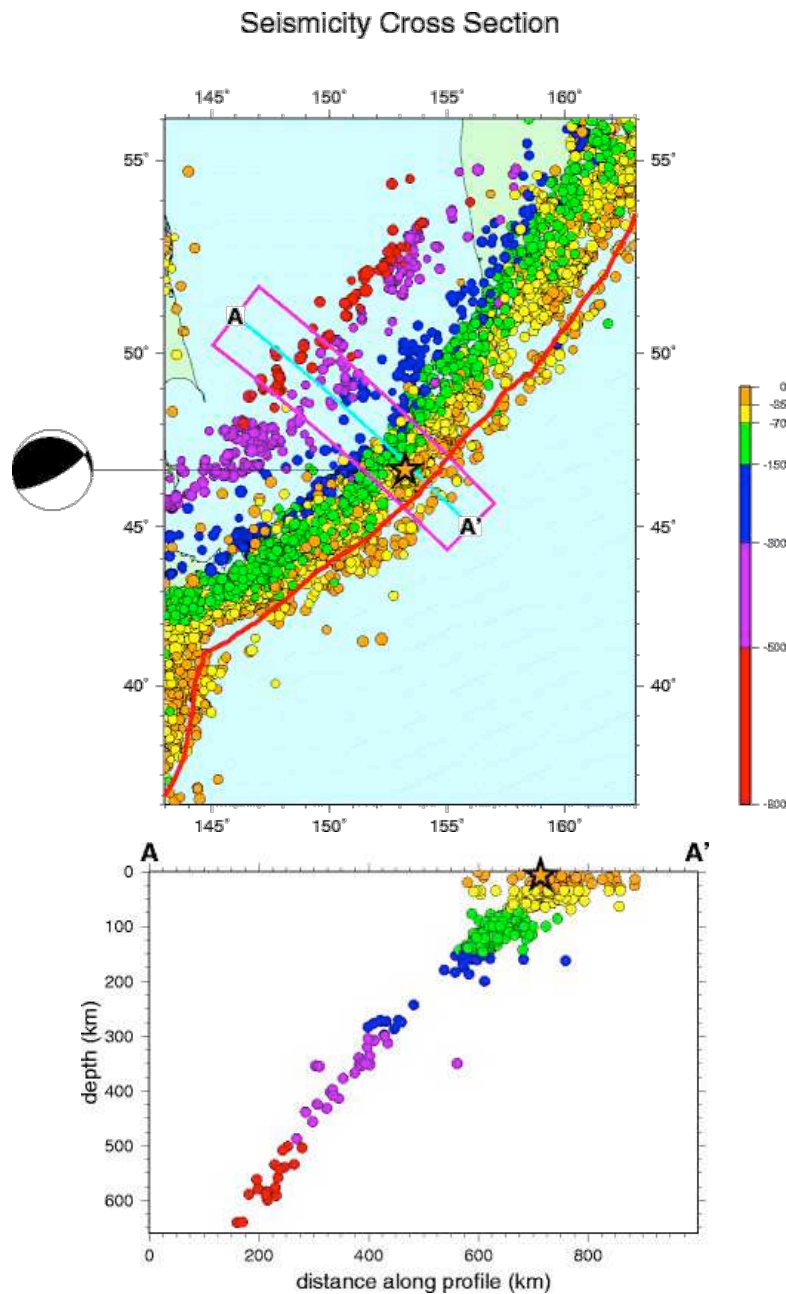 Seismicity Cross Section
145° 150° 155° 160°
55° 55°
A
50° 50°
0
-35
-70
-150
A'
45° 45°
-300
-500
40° 40°
-800
145° 150° 155° 160°
A A'
0
100
200
300
400
500
600
depth (km)
0 200 400 600 800
distance along profile (km)